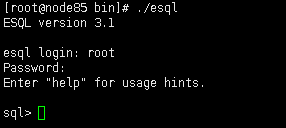 [root@node85 bin]# ./esql
ESQL version 3.1
esql login: root
Password:
Enter "help" for usage hints.
sql>